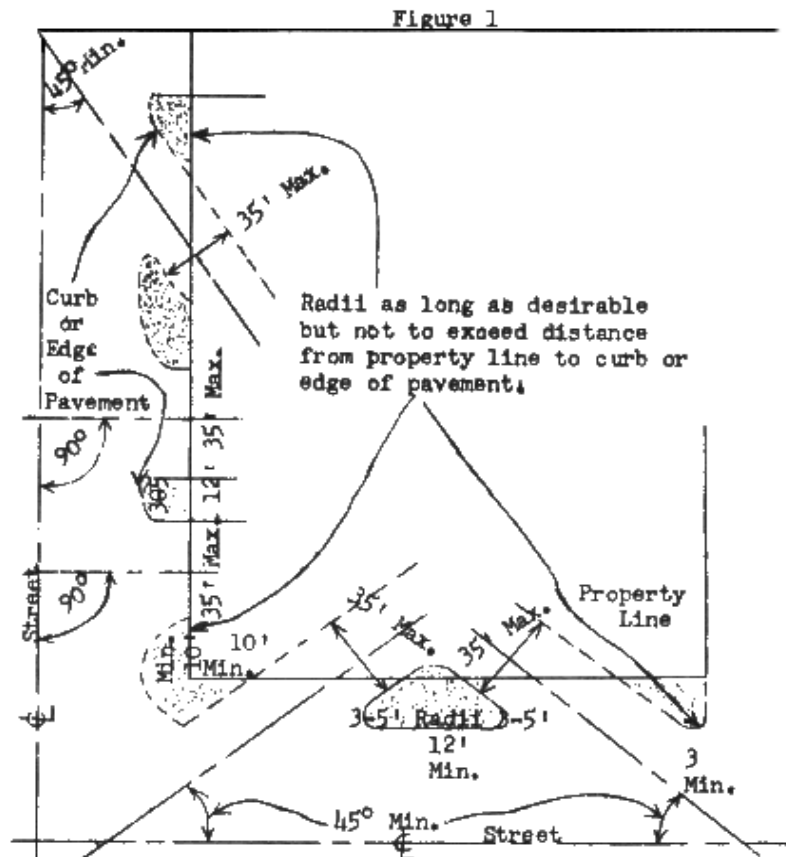 Figure 1
45° Min.
35' Max.
Radii as long as desirable
but not to exceed distance
from property line to curb or
edge of pavement.
Curb
or
Edge
of
Pavement
90°
35' Max. 12' 35' Max.
90°
Street
Min.
10'
10'
Min.
35' Max.
35' Max.
Property
Line
3-5' Radii 3-5'
12'
Min.
3
Min.
45° Min.
Street